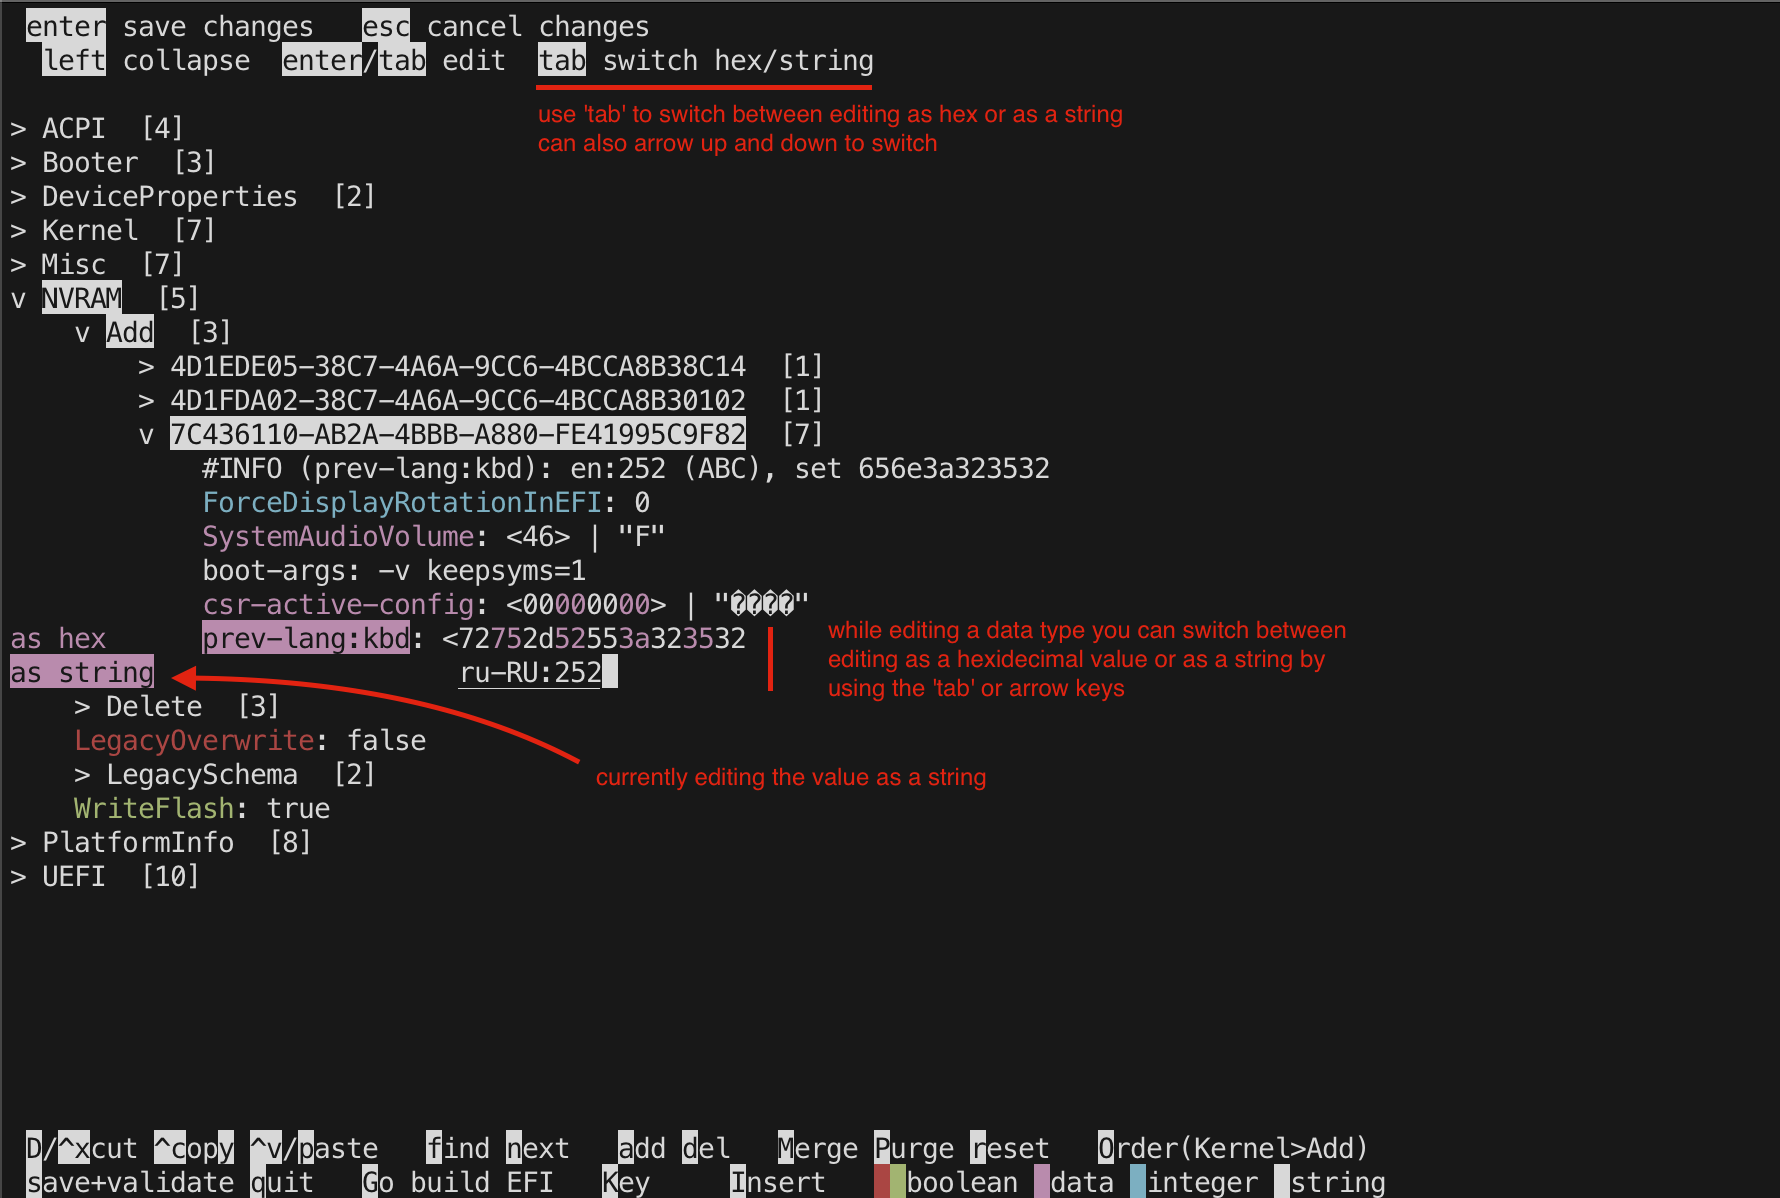 enter save changes   esc cancel changes
left collapse  enter/tab edit  tab switch hex/string
use 'tab' to switch between editing as hex or as a string
can also arrow up and down to switch
> ACPI  [4]
> Booter  [3]
> DeviceProperties  [2]
> Kernel  [7]
> Misc  [7]
v NVRAM  [5]
v Add  [3]
> 4D1EDE05-38C7-4A6A-9CC6-4BCCA8B38C14  [1]
> 4D1FDA02-38C7-4A6A-9CC6-4BCCA8B30102  [1]
v 7C436110-AB2A-4BBB-A880-FE41995C9F82  [7]
#INFO (prev-lang:kbd): en:252 (ABC), set 656e3a323532
ForceDisplayRotationInEFI: 0
SystemAudioVolume: <46> | "F"
boot-args: -v keepsyms=1
csr-active-config: <00000000> | "����"
as hex      prev-lang:kbd: <72752d52553a323532
as string   ru-RU:252
while editing a data type you can switch between
editing as a hexidecimal value or as a string by
using the 'tab' or arrow keys
> Delete  [3]
LegacyOverwrite: false
> LegacySchema  [2]
currently editing the value as a string
WriteFlash: true
> PlatformInfo  [8]
> UEFI  [10]
D/^xcut ^copy ^v/paste   find next   add del   Merge Purge reset   Order(Kernel>Add)
save+validate quit   Go build EFI   Key     Insert   boolean data integer string